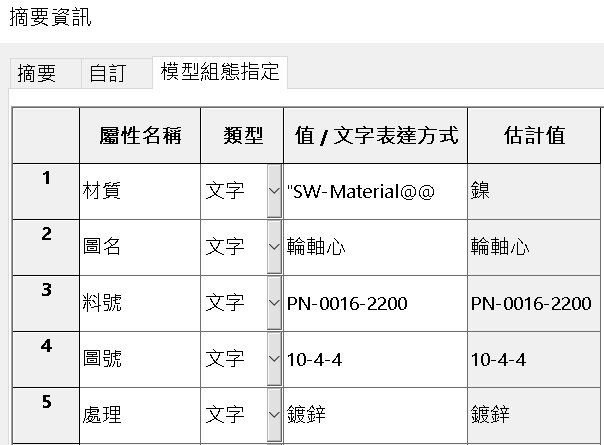 摘要資訊
摘要 自訂 模型組態指定
屬性名稱 類型 值 / 文字表達方式 估計值
1 材質 文字 "SW-Material@@ 鎳
2 圖名 文字 輪軸心 輪軸心
3 料號 文字 PN-0016-2200 PN-0016-2200
4 圖號 文字 10-4-4 10-4-4
5 處理 文字 鍍鋅 鍍鋅